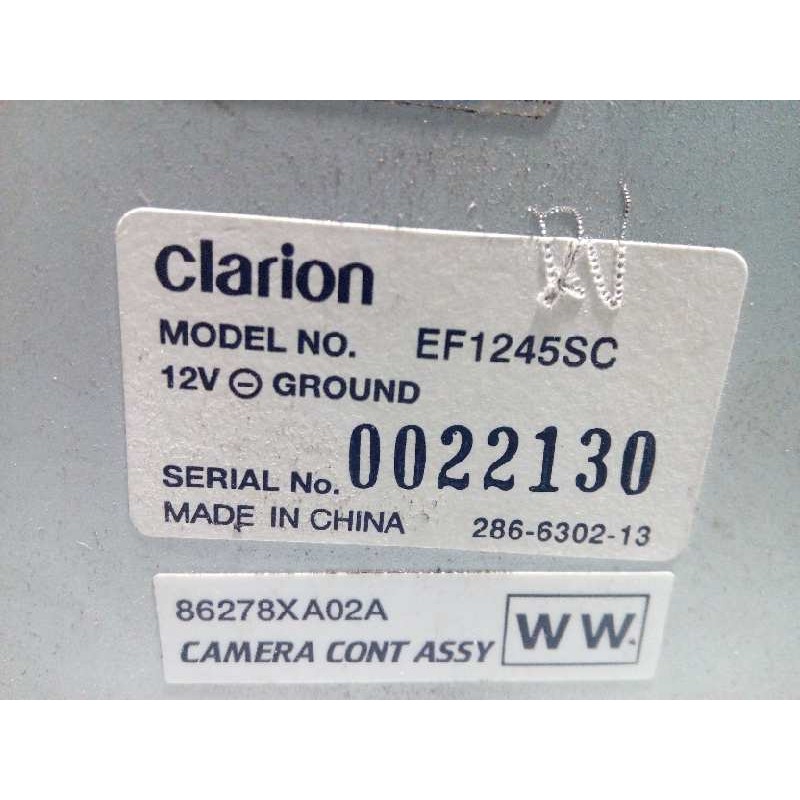 Clarion
MODEL NO. EF1245SC
12V ⊖ GROUND
SERIAL No. 0022130
MADE IN CHINA 286-6302-13
86278XA02A
CAMERA CONT ASSY
WW